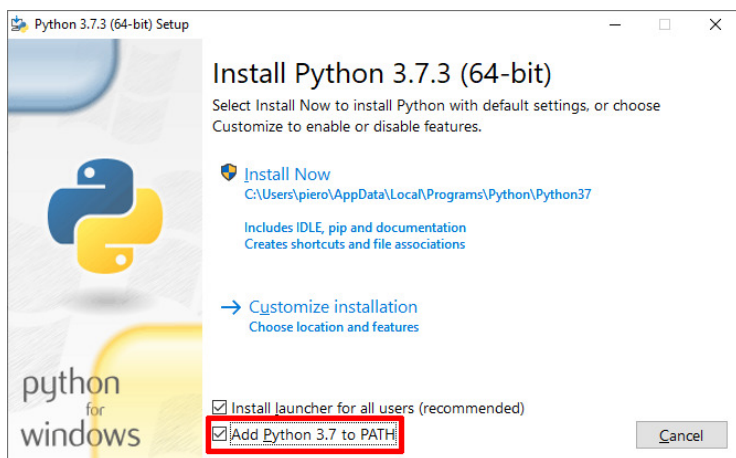 Python 3.7.3 (64-bit) Setup
Install Python 3.7.3 (64-bit)
Select Install Now to install Python with default settings, or choose
Customize to enable or disable features.
Install Now
C:\Users\piero\AppData\Local\Programs\Python\Python37
Includes IDLE, pip and documentation
Creates shortcuts and file associations
Customize installation
Choose location and features
python
for
windows
Install launcher for all users (recommended)
Add Python 3.7 to PATH
Cancel